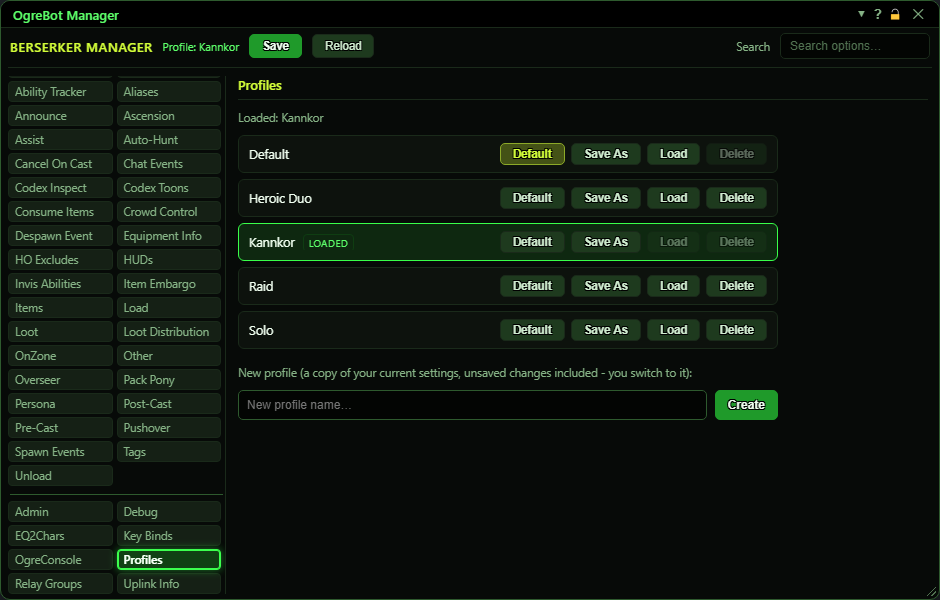 OgreBot Manager
▼ ?
BERSERKER MANAGER Profile: Kannkor Save Reload Search Search options...
Ability Tracker Aliases
Announce Ascension
Assist Auto-Hunt
Cancel On Cast Chat Events
Codex Inspect Codex Toons
Consume Items Crowd Control
Despawn Event Equipment Info
HO Excludes HUDs
Invis Abilities Item Embargo
Items Load
Loot Loot Distribution
OnZone Other
Overseer Pack Pony
Persona Post-Cast
Pre-Cast Pushover
Spawn Events Tags
Unload
Admin Debug
EQ2Chars Key Binds
OgreConsole Profiles
Relay Groups Uplink Info
Profiles
Loaded: Kannkor
Default Default Save As Load Delete
Heroic Duo Default Save As Load Delete
Kannkor LOADED Default Save As Load Delete
Raid Default Save As Load Delete
Solo Default Save As Load Delete
New profile (a copy of your current settings, unsaved changes included - you switch to it):
New profile name... Create